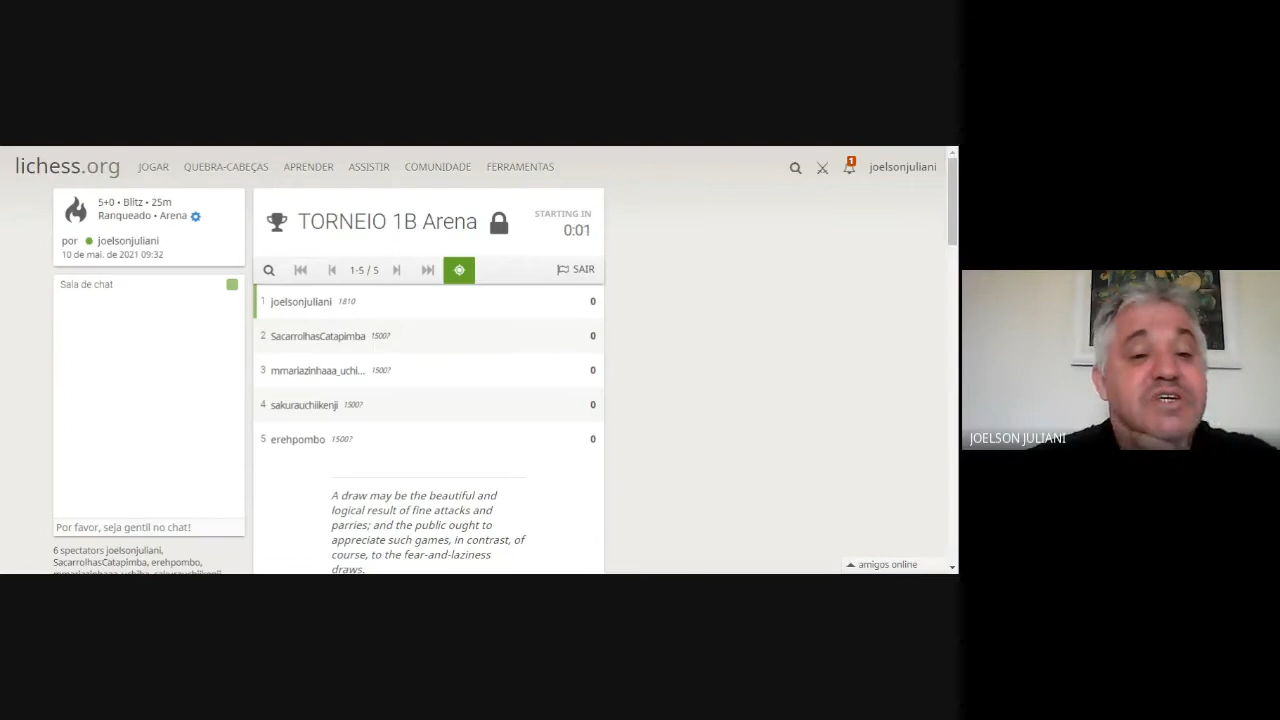 lichess.org JOGAR QUEBRA-CABEÇAS APRENDER ASSISTIR COMUNIDADE FERRAMENTAS 1 joelsonjuliani
5+0 • Blitz • 25m
Ranqueado • Arena
por joelsonjuliani
10 de mai. de 2021 09:32
Sala de chat
Por favor, seja gentil no chat!
6 spectators joelsonjuliani,
SacarrolhasCatapimba, erehpombo,
TORNEIO 1B Arena
STARTING IN
0:01
1-5 / 5
SAIR
1 joelsonjuliani 1810 0
2 SacarrolhasCatapimba 1500? 0
3 mmariazinhaaa_uchi... 1500? 0
4 sakurauchiikenji 1500? 0
5 erehpombo 1500? 0
A draw may be the beautiful and
logical result of fine attacks and
parries; and the public ought to
appreciate such games, in contrast, of
course, to the fear-and-laziness
draws.
amigos online
JOELSON JULIANI